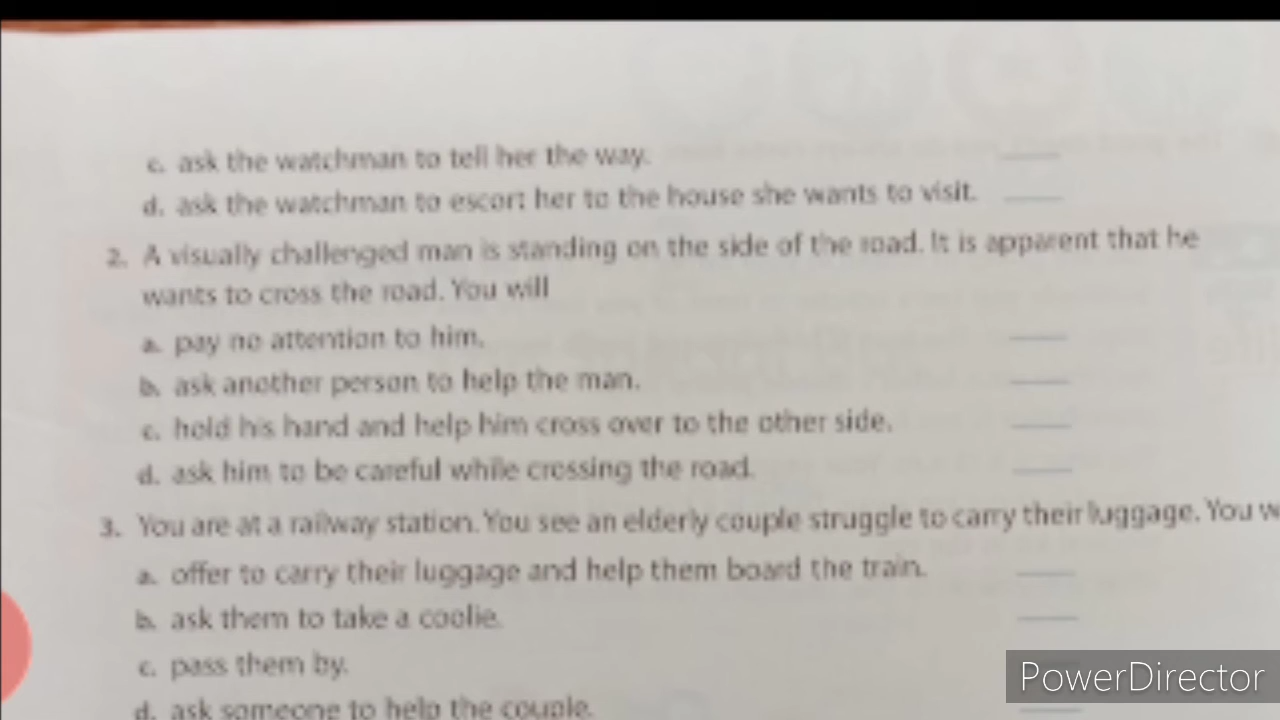 c. ask the watchman to tell her the way.
d. ask the watchman to escort her to the house she wants to visit.
2. A visually challenged man is standing on the side of the road. It is apparent that he
wants to cross the road. You will
a. pay no attention to him.
b. ask another person to help the man.
c. hold his hand and help him cross over to the other side.
d. ask him to be careful while crossing the road.
3. You are at a railway station. You see an elderly couple struggle to carry their luggage. You w
a. offer to carry their luggage and help them board the train.
b. ask them to take a coolie.
c. pass them by.
d. ask someone to help the couple.
PowerDirector